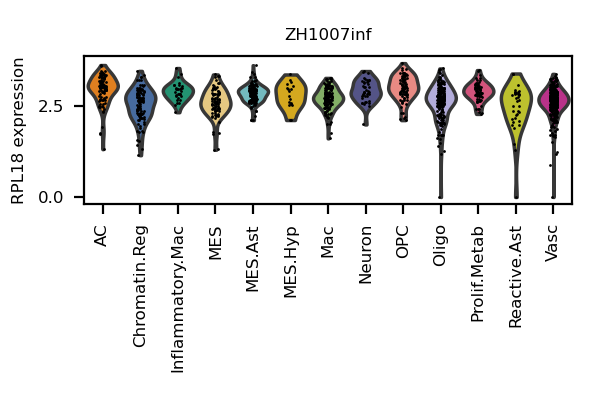 ZH1007inf
RPL18 expression
2.5
0.0
AC
Chromatin.Reg
Inflammatory.Mac
MES
MES.Ast
MES.Hyp
Mac
Neuron
OPC
Oligo
Prolif.Metab
Reactive.Ast
Vasc